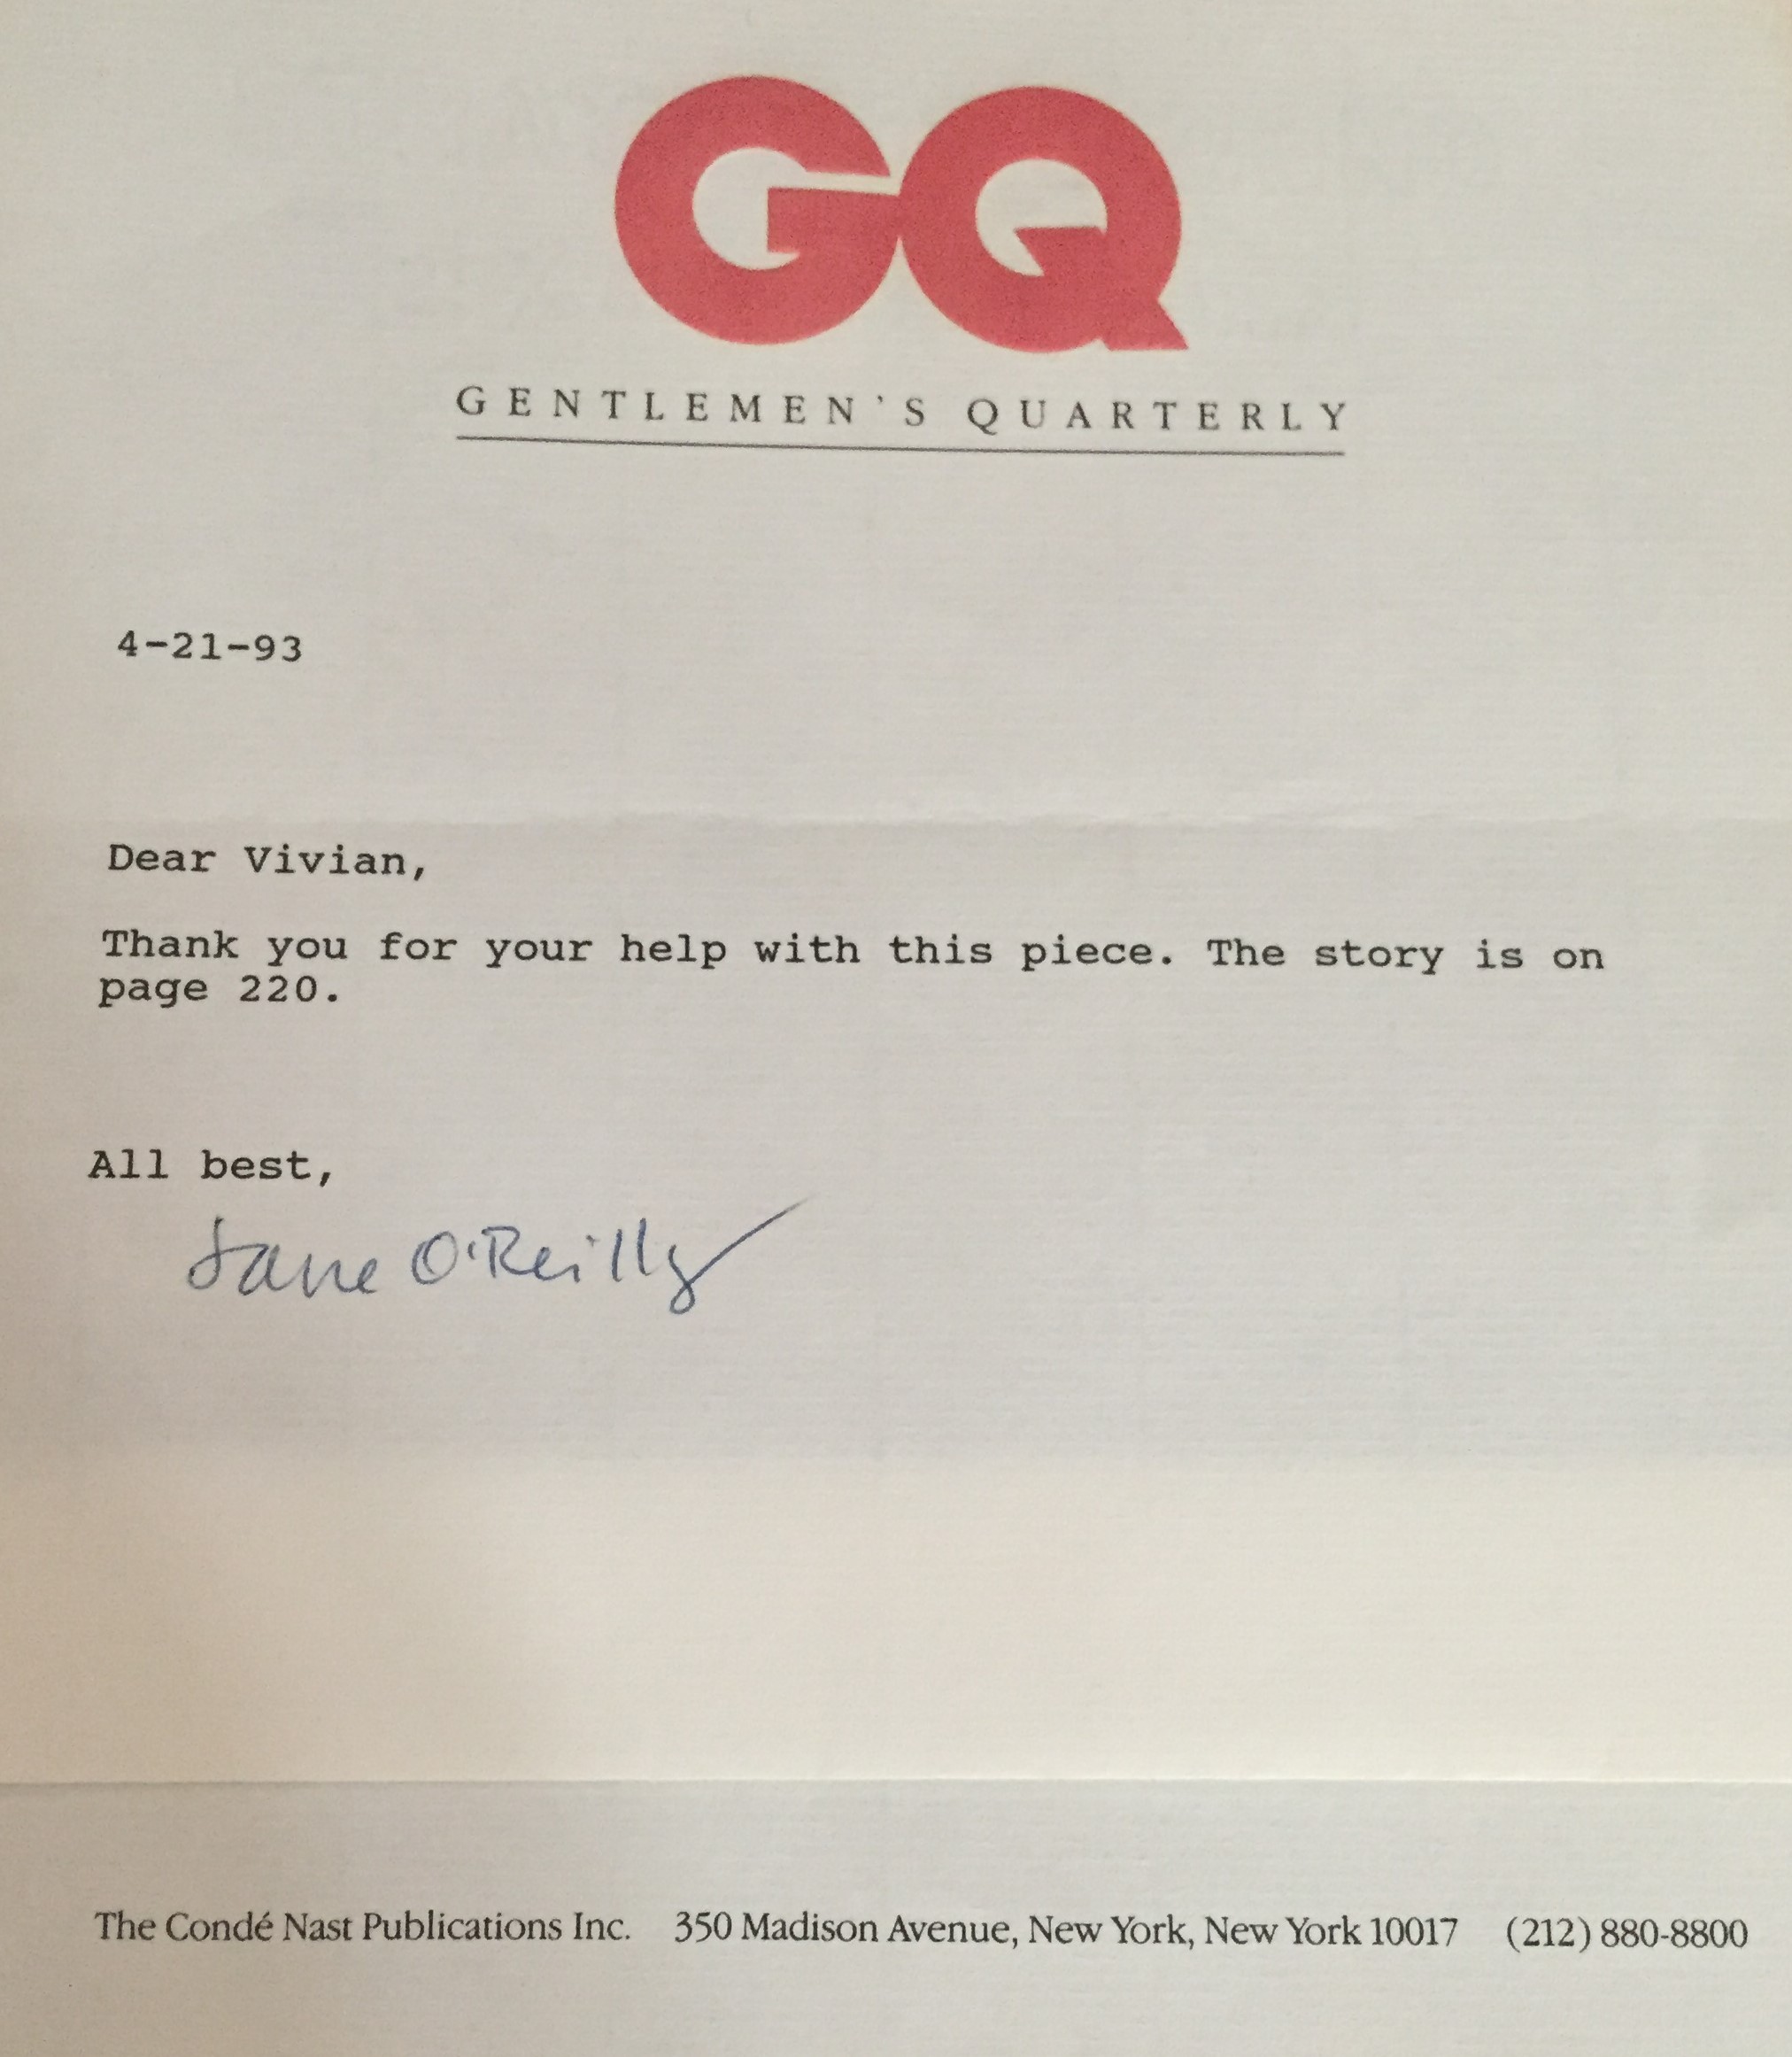 GQ
GENTLEMEN'S QUARTERLY
4-21-93
Dear Vivian,
Thank you for your help with this piece. The story is on
page 220.
All best,
Jane O'Reilly
The Condé Nast Publications Inc. 350 Madison Avenue, New York, New York 10017 (212) 880-8800